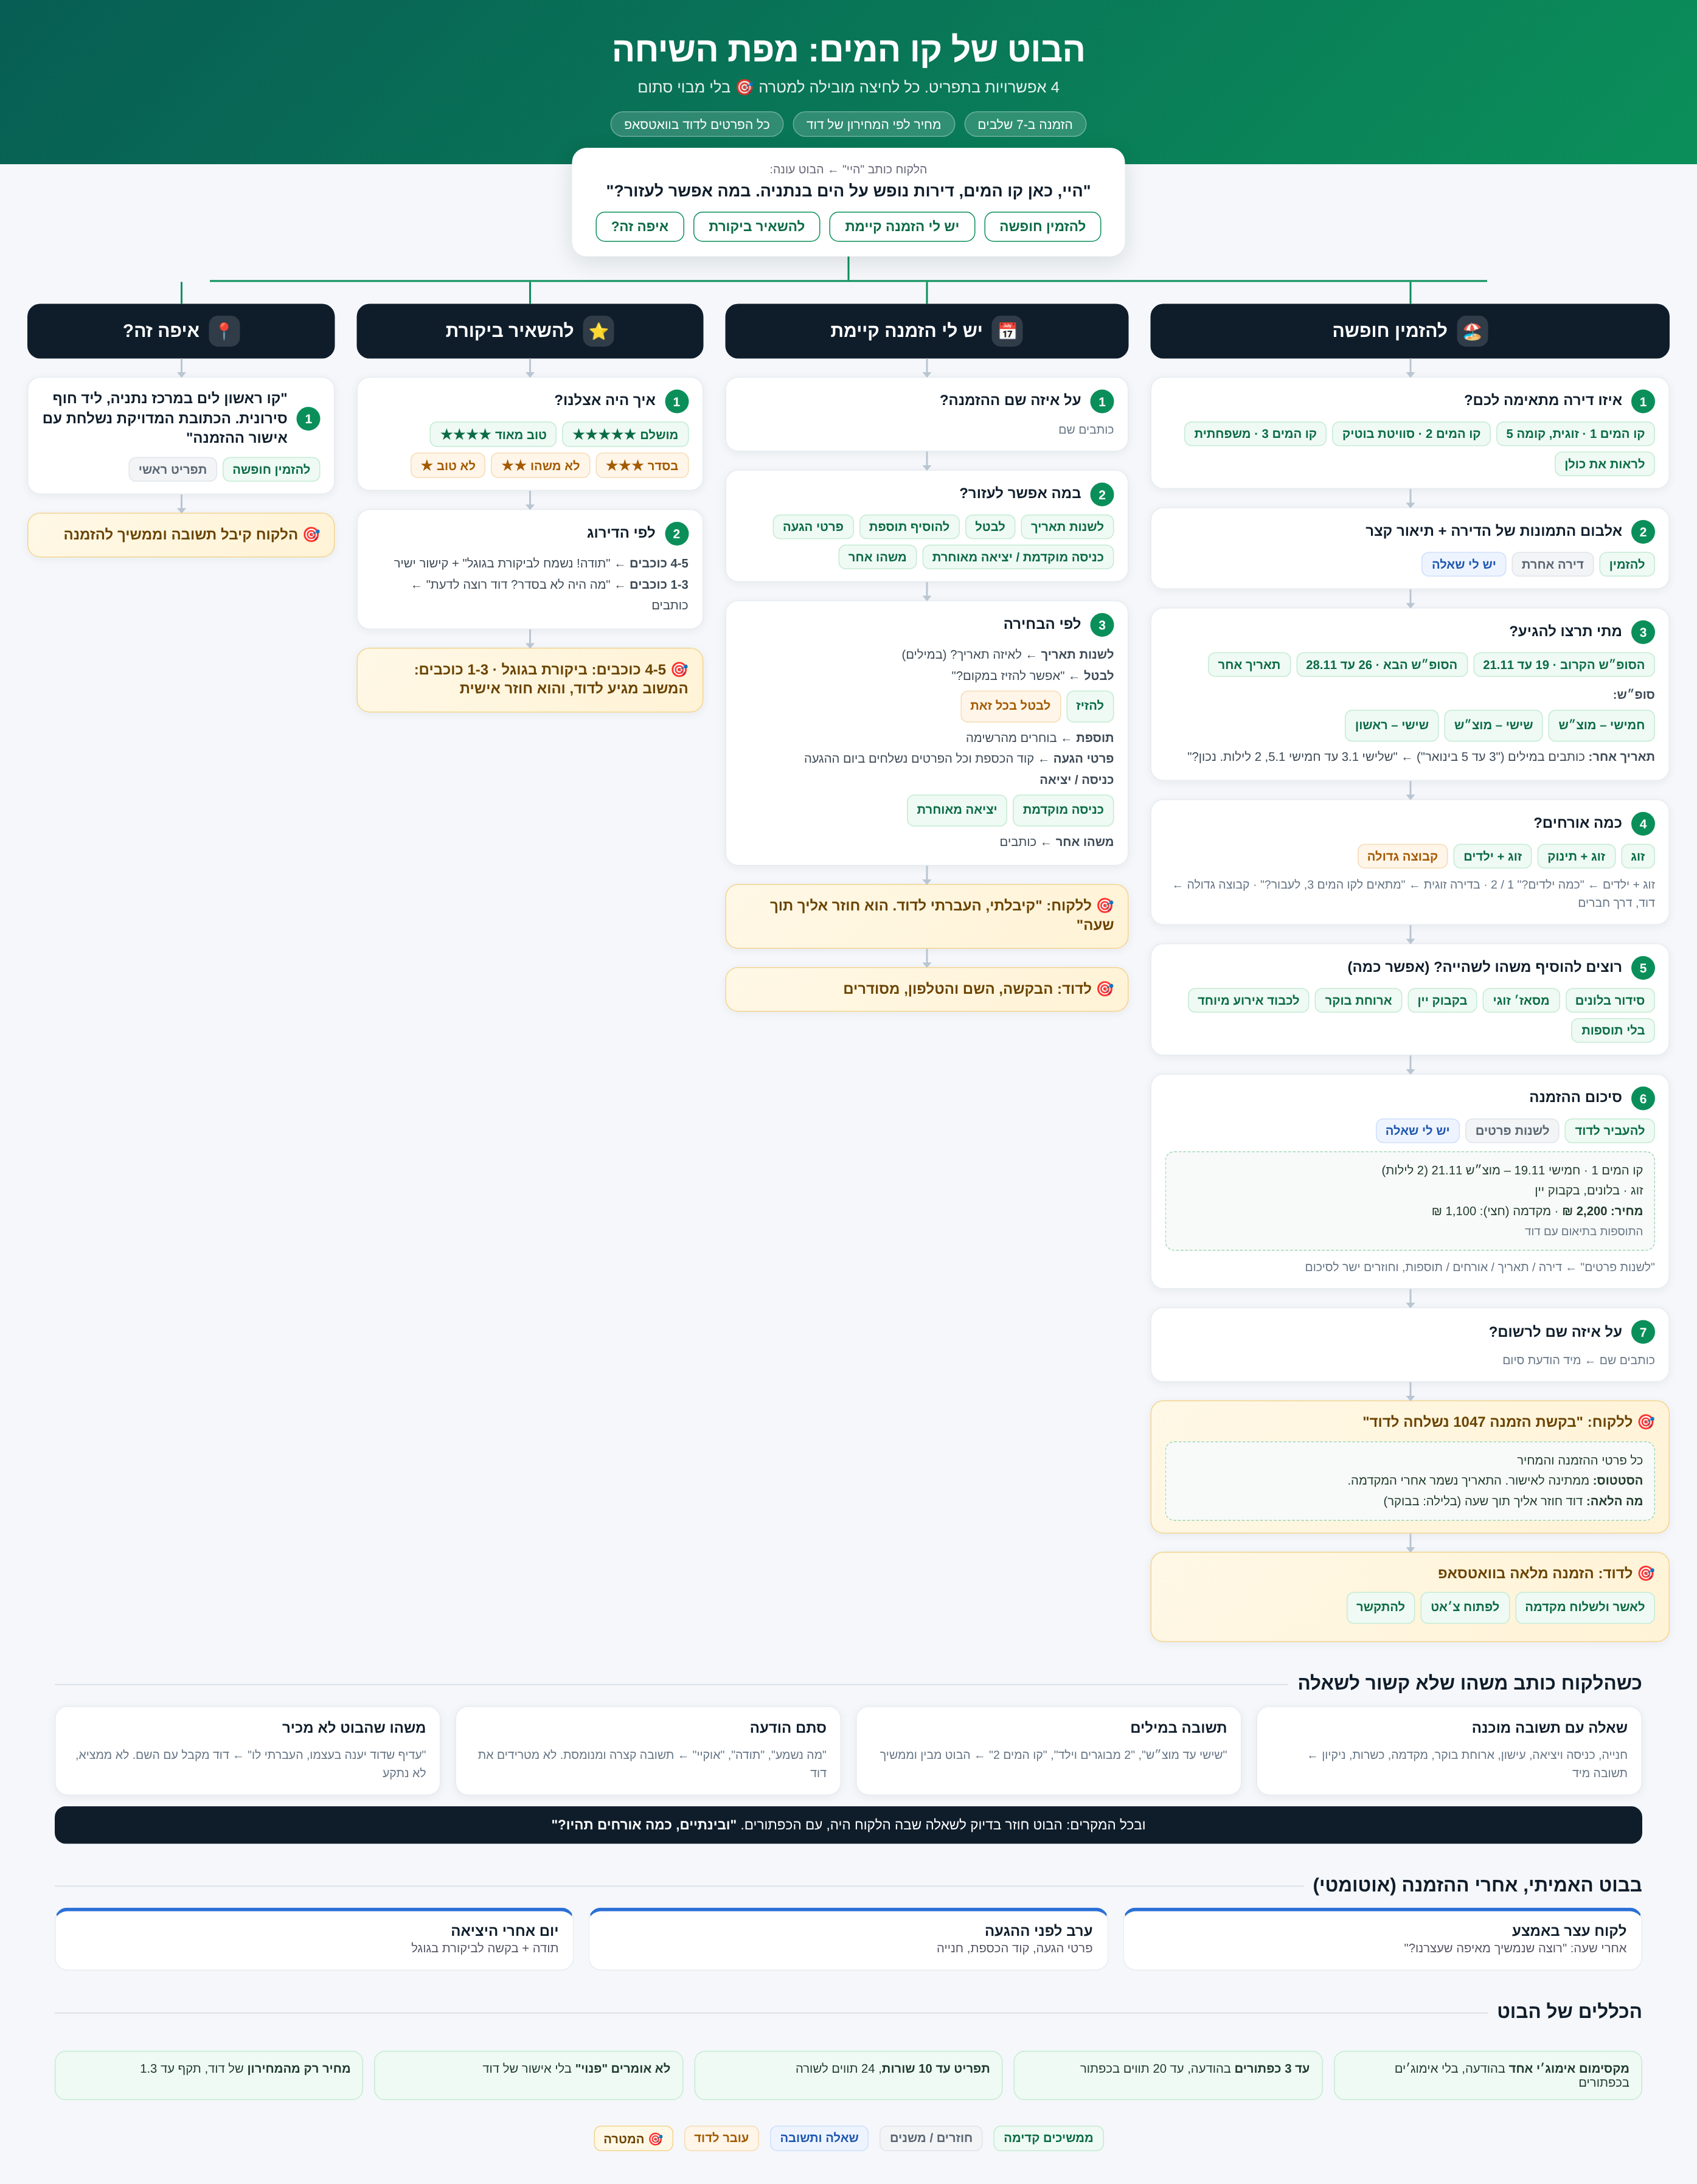 הבוט של קו המים: מפת השיחה
4 אפשרויות בתפריט. כל לחיצה מובילה למטרה 🎯 בלי מבוי סתום
הזמנה ב-7 שלבים
מחיר לפי המחירון של דוד
כל הפרטים לדוד בוואטסאפ
הלקוח כותב "היי" ← הבוט עונה:
"היי, כאן קו המים, דירות נופש על הים בנתניה. במה אפשר לעזור?"
להזמין חופשה
יש לי הזמנה קיימת
להשאיר ביקורת
איפה זה?
🏖️ להזמין חופשה
1 איזו דירה מתאימה לכם?
קו המים 1 · זוגית, קומה 5
קו המים 2 · סוויטת בוטיק
קו המים 3 · משפחתית
לראות את כולן
2 אלבום התמונות של הדירה + תיאור קצר
להזמין
דירה אחרת
יש לי שאלה
3 מתי תרצו להגיע?
הסופ״ש הקרוב · 19 עד 21.11
הסופ״ש הבא · 26 עד 28.11
תאריך אחר
סופ״ש:
חמישי – מוצ״ש
שישי – מוצ״ש
שישי – ראשון
תאריך אחר: כותבים במילים ("3 עד 5 בינואר") ← "שלישי 3.1 עד חמישי 5.1, 2 לילות. נכון?"
4 כמה אורחים?
זוג
זוג + תינוק
זוג + ילדים
קבוצה גדולה
זוג + ילדים ← "כמה ילדים?" 1 / 2 · בדירה זוגית ← "מתאים לקו המים 3, לעבור?" · קבוצה גדולה ←
דוד, דרך חברים
5 רוצים להוסיף משהו לשהייה? (אפשר כמה)
סידור בלונים
מסאז׳ זוגי
בקבוק יין
ארוחת בוקר
לכבוד אירוע מיוחד
בלי תוספות
6 סיכום ההזמנה
להעביר לדוד
לשנות פרטים
יש לי שאלה
קו המים 1 · חמישי 19.11 – מוצ״ש 21.11 (2 לילות)
זוג · בלונים, בקבוק יין
מחיר: 2,200 ₪ · מקדמה (חצי): 1,100 ₪
התוספות בתיאום עם דוד
"לשנות פרטים" ← דירה / תאריך / אורחים / תוספות, וחוזרים ישר לסיכום
7 על איזה שם לרשום?
כותבים שם ← מיד הודעת סיום
🎯 ללקוח: "בקשת הזמנה 1047 נשלחה לדוד"
כל פרטי ההזמנה והמחיר
הסטטוס: ממתינה לאישור. התאריך נשמר אחרי המקדמה.
מה הלאה: דוד חוזר אליך תוך שעה (בלילה: בבוקר)
🎯 לדוד: הזמנה מלאה בוואטסאפ
לאשר ולשלוח מקדמה
לפתוח צ׳אט
להתקשר
📅 יש לי הזמנה קיימת
1 על איזה שם ההזמנה?
כותבים שם
2 במה אפשר לעזור?
לשנות תאריך
לבטל
להוסיף תוספת
פרטי הגעה
כניסה מוקדמת / יציאה מאוחרת
משהו אחר
3 לפי הבחירה
לשנות תאריך ← לאיזה תאריך? (במילים)
לבטל ← "אפשר להזיז במקום?"
להזיז
לבטל בכל זאת
תוספת ← בוחרים מהרשימה
פרטי הגעה ← קוד הכספת וכל הפרטים נשלחים ביום ההגעה
כניסה / יציאה
כניסה מוקדמת
יציאה מאוחרת
משהו אחר ← כותבים
🎯 ללקוח: "קיבלתי, העברתי לדוד. הוא חוזר אליך תוך
שעה"
🎯 לדוד: הבקשה, השם והטלפון, מסודרים
⭐ להשאיר ביקורת
1 איך היה אצלנו?
מושלם ★★★★★
טוב מאוד ★★★★
בסדר ★★★
לא משהו ★★
לא טוב ★
2 לפי הדירוג
4-5 כוכבים ← "תודה! נשמח לביקורת בגוגל" + קישור ישיר
1-3 כוכבים ← "מה היה לא בסדר? דוד רוצה לדעת" ←
כותבים
🎯 4-5 כוכבים: ביקורת בגוגל · 1-3 כוכבים:
המשוב מגיע לדוד, והוא חוזר אישית
📍 איפה זה?
1 "קו ראשון לים במרכז נתניה, ליד חוף
סירונית. הכתובת המדויקת נשלחת עם
אישור ההזמנה"
להזמין חופשה
תפריט ראשי
🎯 הלקוח קיבל תשובה וממשיך להזמנה
כשהלקוח כותב משהו שלא קשור לשאלה
שאלה עם תשובה מוכנה
חנייה, כניסה ויציאה, עישון, ארוחת בוקר, מקדמה, כשרות, ניקיון ←
תשובה מיד
תשובה במילים
"שישי עד מוצ״ש", "2 מבוגרים וילד", "קו המים 2" ← הבוט מבין וממשיך
סתם הודעה
"מה נשמע", "תודה", "אוקיי" ← תשובה קצרה ומנומסת. לא מטרידים את
דוד
משהו שהבוט לא מכיר
"עדיף שדוד יענה בעצמו, העברתי לו" ← דוד מקבל עם השם. לא ממציא,
לא נתקע
ובכל המקרים: הבוט חוזר בדיוק לשאלה שבה הלקוח היה, עם הכפתורים. "ובינתיים, כמה אורחים תהיו?"
בבוט האמיתי, אחרי ההזמנה (אוטומטי)
לקוח עצר באמצע
אחרי שעה: "רוצה שנמשיך מאיפה שעצרנו?"
ערב לפני ההגעה
פרטי הגעה, קוד הכספת, חנייה
יום אחרי היציאה
תודה + בקשה לביקורת בגוגל
הכללים של הבוט
מקסימום אימוג׳י אחד בהודעה, בלי אימוג׳ים
בכפתורים
עד 3 כפתורים בהודעה, עד 20 תווים בכפתור
תפריט עד 10 שורות, 24 תווים לשורה
לא אומרים "פנוי" בלי אישור של דוד
מחיר רק מהמחירון של דוד, תקף עד 1.3
ממשיכים קדימה
חוזרים / משנים
שאלה ותשובה
עובר לדוד
🎯 המטרה